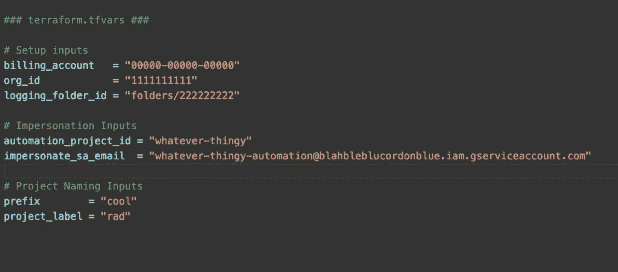 ### terraform.tfvars ###
# Setup inputs
billing_account   = "00000-00000-00000"
org_id            = "1111111111"
logging_folder_id = "folders/222222222"
# Impersonation Inputs
automation_project_id = "whatever-thingy"
impersonate_sa_email  = "whatever-thingy-automation@blahbleblucordonblue.iam.gserviceaccount.com"
# Project Naming Inputs
prefix        = "cool"
project_label = "rad"